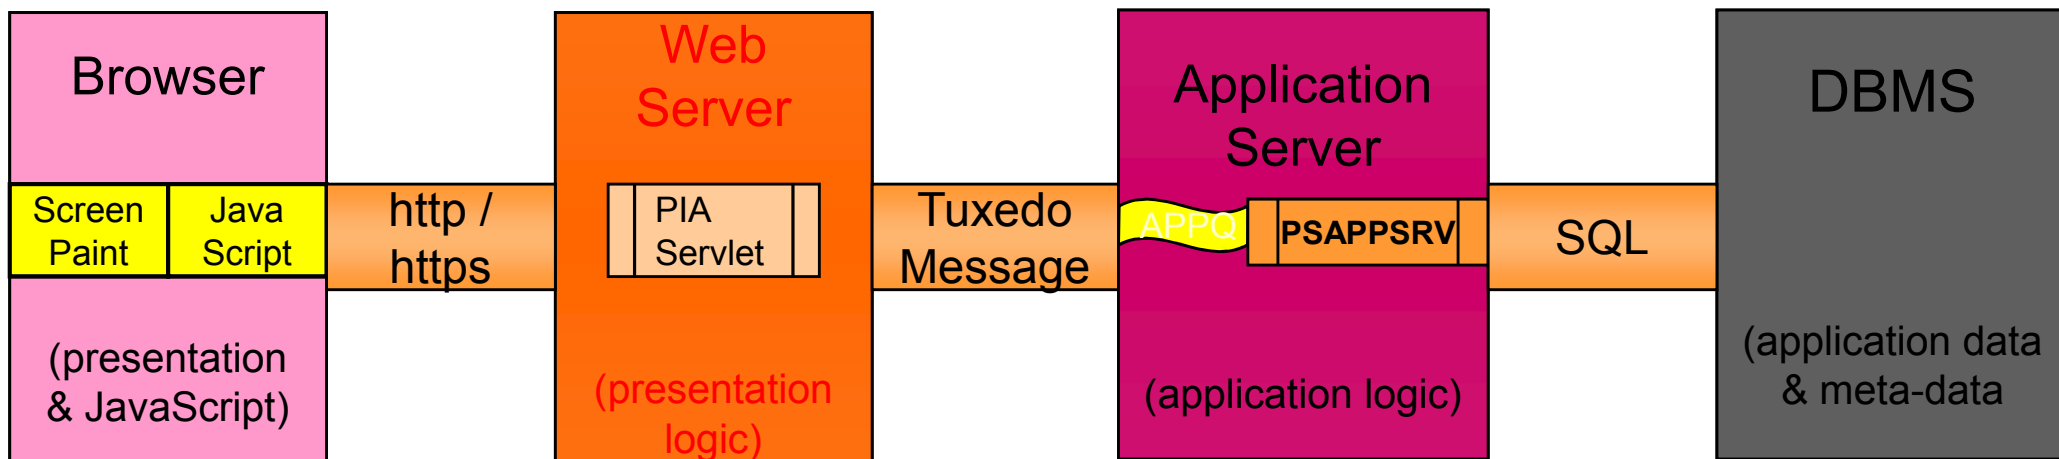 Browser
Screen
Paint
Java
Script
(presentation
& JavaScript)
http /
https
Web
Server
PIA
Servlet
(presentation
logic)
Tuxedo
Message
Application
Server
APPQ
PSAPPSRV
(application logic)
SQL
DBMS
(application data
& meta-data